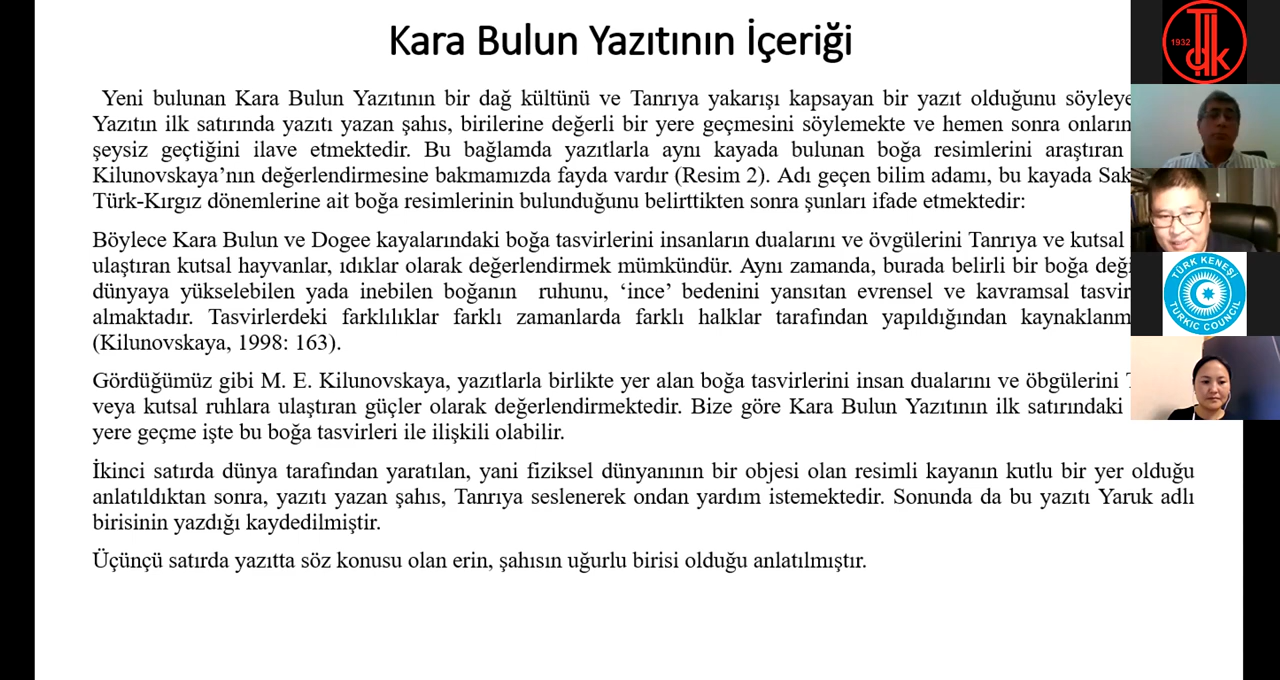 Kara Bulun Yazıtının İçeriği
Yeni bulunan Kara Bulun Yazıtının bir dağ kültünü ve Tanrıya yakarışı kapsayan bir yazıt olduğunu
Yazıtın ilk satırında yazıtı yazan şahıs, birilerine değerli bir yere geçmesini söylemekte ve hemen sonra
şeysiz geçtiğini ilave etmektedir. Bu bağlamda yazıtlarla aynı kayada bulunan boğa resimlerini araştıran
Kilunovskaya’nın değerlendirmesine bakmamızda fayda vardır (Resim 2). Adı geçen bilim adamı, bu kayada
Türk-Kırgız dönemlerine ait boğa resimlerinin bulunduğunu belirttikten sonra şunları ifade etmektedir:
Böylece Kara Bulun ve Dogee kayalarındaki boğa tasvirlerini insanların dualarını ve övgülerini Tanrıya ve kutsal
ulaştıran kutsal hayvanlar, ıdıklar olarak değerlendirmek mümkündür. Aynı zamanda, burada belirli bir boğa
dünyaya yükselebilen yada inebilen boğanın ruhunu, ‘ince’ bedenini yansıtan evrensel ve kavramsal
almaktadır. Tasvirlerdeki farklılıklar farklı zamanlarda farklı halklar tarafından yapıldığından
(Kilunovskaya, 1998: 163).
Gördüğümüz gibi M. E. Kilunovskaya, yazıtlarla birlikte yer alan boğa tasvirlerini insan dualarını ve öbgülerini
veya kutsal ruhlara ulaştıran güçler olarak değerlendirmektedir. Bize göre Kara Bulun Yazıtının ilk satırındaki
yere geçme işte bu boğa tasvirleri ile ilişkili olabilir.
İkinci satırda dünya tarafından yaratılan, yani fiziksel dünyanının bir objesi olan resimli kayanın kutlu bir yer olduğu
anlatıldıktan sonra, yazıtı yazan şahıs, Tanrıya seslenerek ondan yardım istemektedir. Sonunda da bu yazıtı Yaruk adlı
birisinin yazdığı kaydedilmiştir.
Üçünçü satırda yazıtta söz konusu olan erin, şahısın uğurlu birisi olduğu anlatılmıştır.
1932
TÜRK KENEŞİ
TURKIC COUNCIL